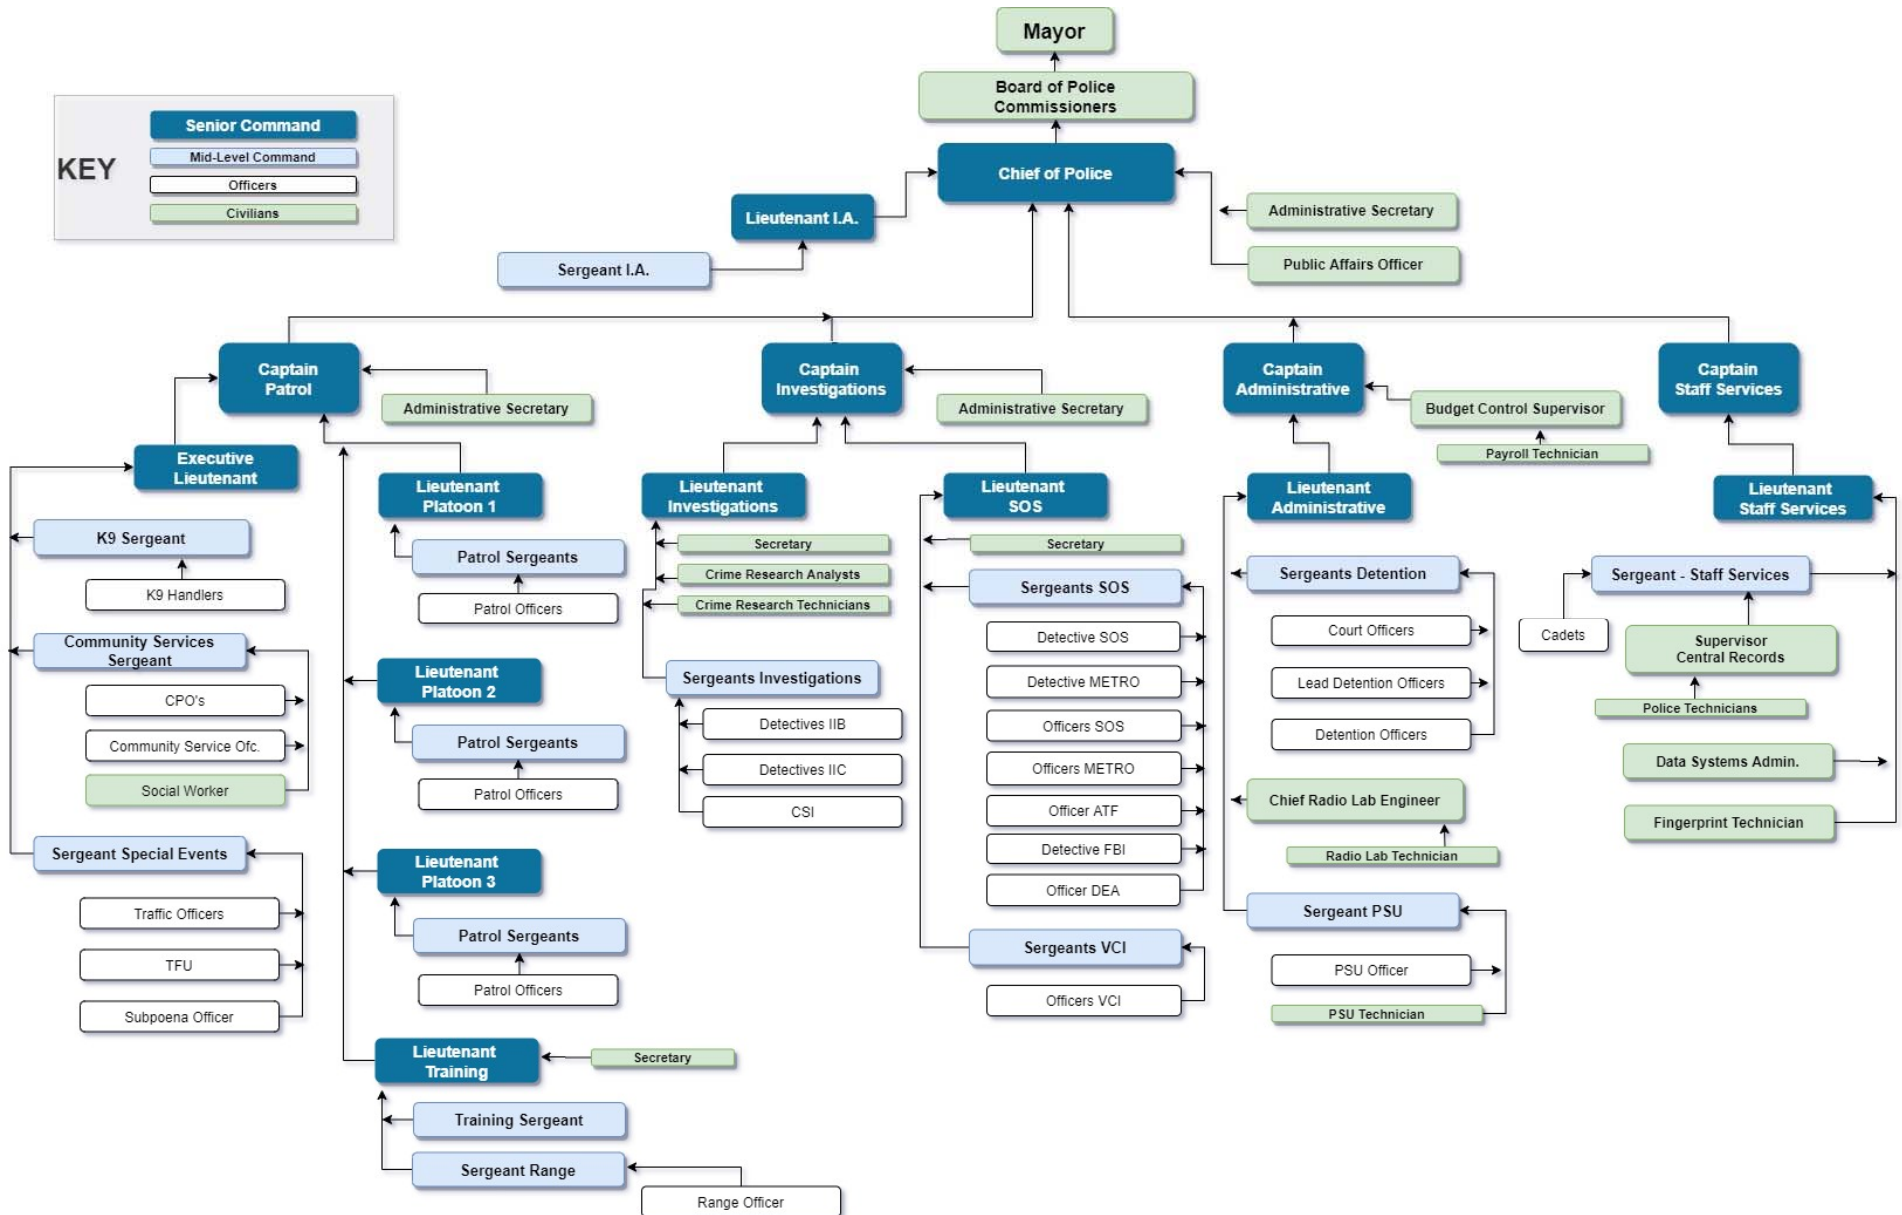 Mayor
Board of Police
Commissioners
KEY
Senior Command
Mid-Level Command
Officers
Civilians
Chief of Police
Lieutenant I.A.
Sergeant I.A.
Administrative Secretary
Public Affairs Officer
Captain
Patrol
Administrative Secretary
Executive
Lieutenant
K9 Sergeant
K9 Handlers
Community Services
Sergeant
CPO's
Community Service Ofc.
Social Worker
Sergeant Special Events
Traffic Officers
TFU
Subpoena Officer
Lieutenant
Platoon 1
Patrol Sergeants
Patrol Officers
Lieutenant
Platoon 2
Patrol Sergeants
Patrol Officers
Lieutenant
Platoon 3
Patrol Sergeants
Patrol Officers
Lieutenant
Training
Secretary
Training Sergeant
Sergeant Range
Range Officer
Captain
Investigations
Administrative Secretary
Lieutenant
Investigations
Secretary
Crime Research Analysts
Crime Research Technicians
Sergeants Investigations
Detectives IIB
Detectives IIC
CSI
Lieutenant
SOS
Secretary
Sergeants SOS
Detective SOS
Detective METRO
Officers SOS
Officers METRO
Officer ATF
Detective FBI
Officer DEA
Sergeants VCI
Officers VCI
Captain
Administrative
Budget Control Supervisor
Payroll Technician
Lieutenant
Administrative
Sergeants Detention
Court Officers
Lead Detention Officers
Detention Officers
Chief Radio Lab Engineer
Radio Lab Technician
Sergeant PSU
PSU Officer
PSU Technician
Captain
Staff Services
Lieutenant
Staff Services
Sergeant - Staff Services
Cadets
Supervisor
Central Records
Police Technicians
Data Systems Admin.
Fingerprint Technician